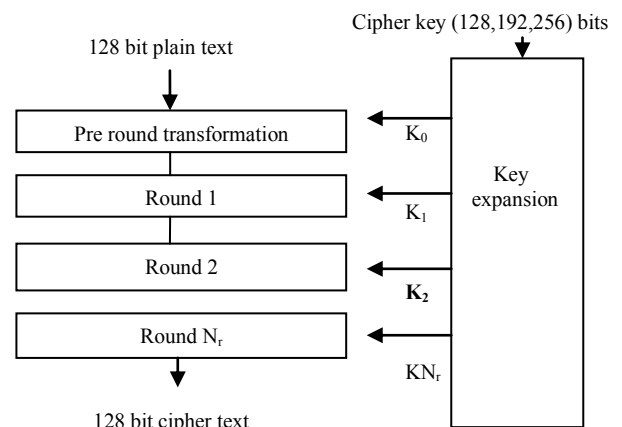 Cipher key (128,192,256) bits
128 bit plain text
Pre round transformation
K₀
Key
expansion
Round 1
K₁
Round 2
K₂
Round Nᵣ
KNᵣ
128 bit cipher text